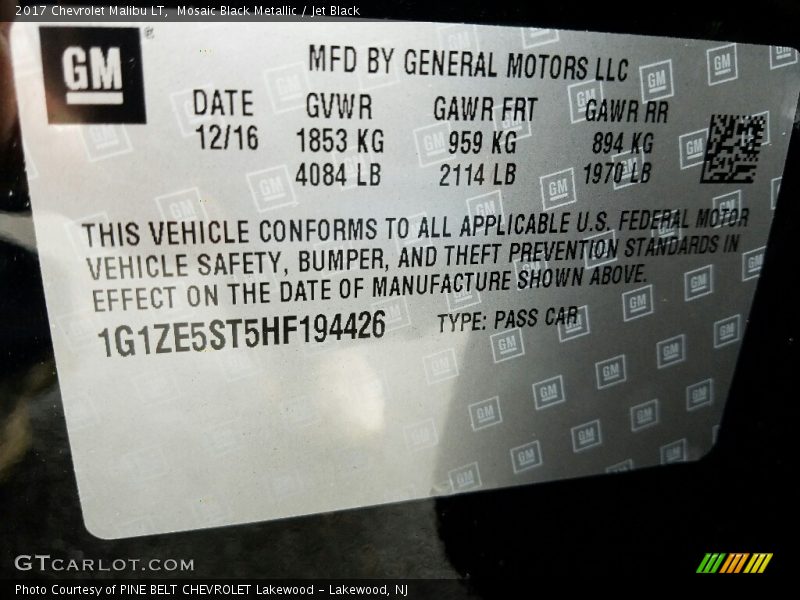 2017 Chevrolet Malibu LT,  Mosaic Black Metallic / Jet Black
GM ®
MFD BY GENERAL MOTORS LLC
DATE GVWR GAWR FRT GAWR RR
12/16 1853 KG 959 KG 894 KG
4084 LB 2114 LB 1970 LB
THIS VEHICLE CONFORMS TO ALL APPLICABLE U.S. FEDERAL MOTOR
VEHICLE SAFETY, BUMPER, AND THEFT PREVENTION STANDARDS IN
EFFECT ON THE DATE OF MANUFACTURE SHOWN ABOVE.
1G1ZE5ST5HF194426 TYPE: PASS CAR
GTCARLOT.COM
Photo Courtesy of PINE BELT CHEVROLET Lakewood - Lakewood, NJ